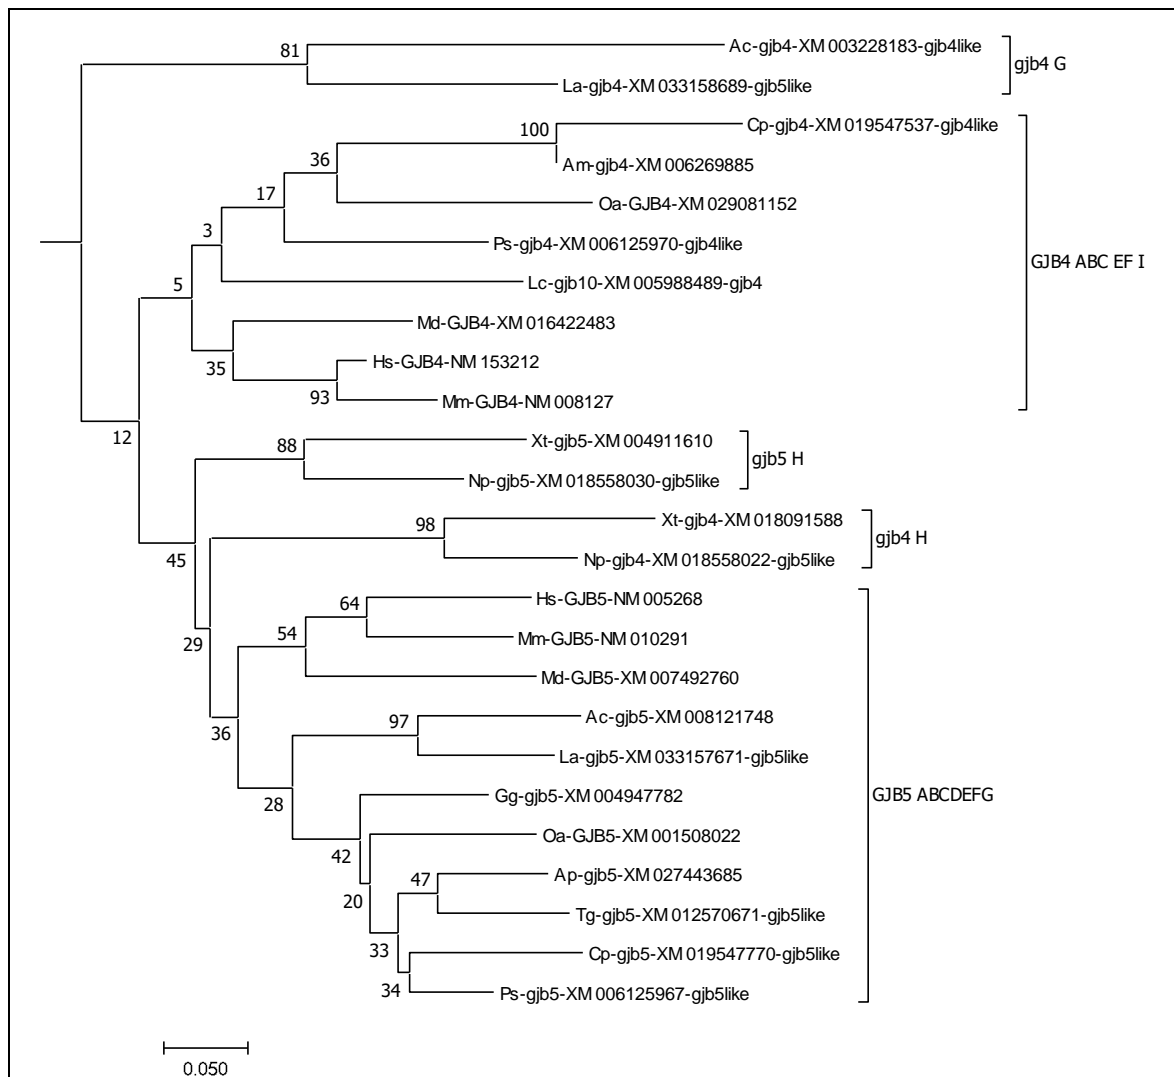 81
Ac-gjb4-XM 003228183-gjb4like
gjb4 G
La-gjb4-XM 033158689-gjb5like
100
Cp-gjb4-XM 019547537-gjb4like
36
Am-gjb4-XM 006269885
17
Oa-GJB4-XM 029081152
3
Ps-gjb4-XM 006125970-gjb4like
GJB4 ABC EF I
5
Lc-gjb10-XM 005988489-gjb4
Md-GJB4-XM 016422483
35
Hs-GJB4-NM 153212
93
Mm-GJB4-NM 008127
12
88
Xt-gjb5-XM 004911610
gjb5 H
Np-gjb5-XM 018558030-gjb5like
45
98
Xt-gjb4-XM 018091588
gjb4 H
Np-gjb4-XM 018558022-gjb5like
64
Hs-GJB5-NM 005268
29
54
Mm-GJB5-NM 010291
Md-GJB5-XM 007492760
36
97
Ac-gjb5-XM 008121748
La-gjb5-XM 033157671-gjb5like
28
Gg-gjb5-XM 004947782
GJB5 ABCDEFG
42
Oa-GJB5-XM 001508022
20
47
Ap-gjb5-XM 027443685
Tg-gjb5-XM 012570671-gjb5like
33
Cp-gjb5-XM 019547770-gjb5like
34
Ps-gjb5-XM 006125967-gjb5like
0.050